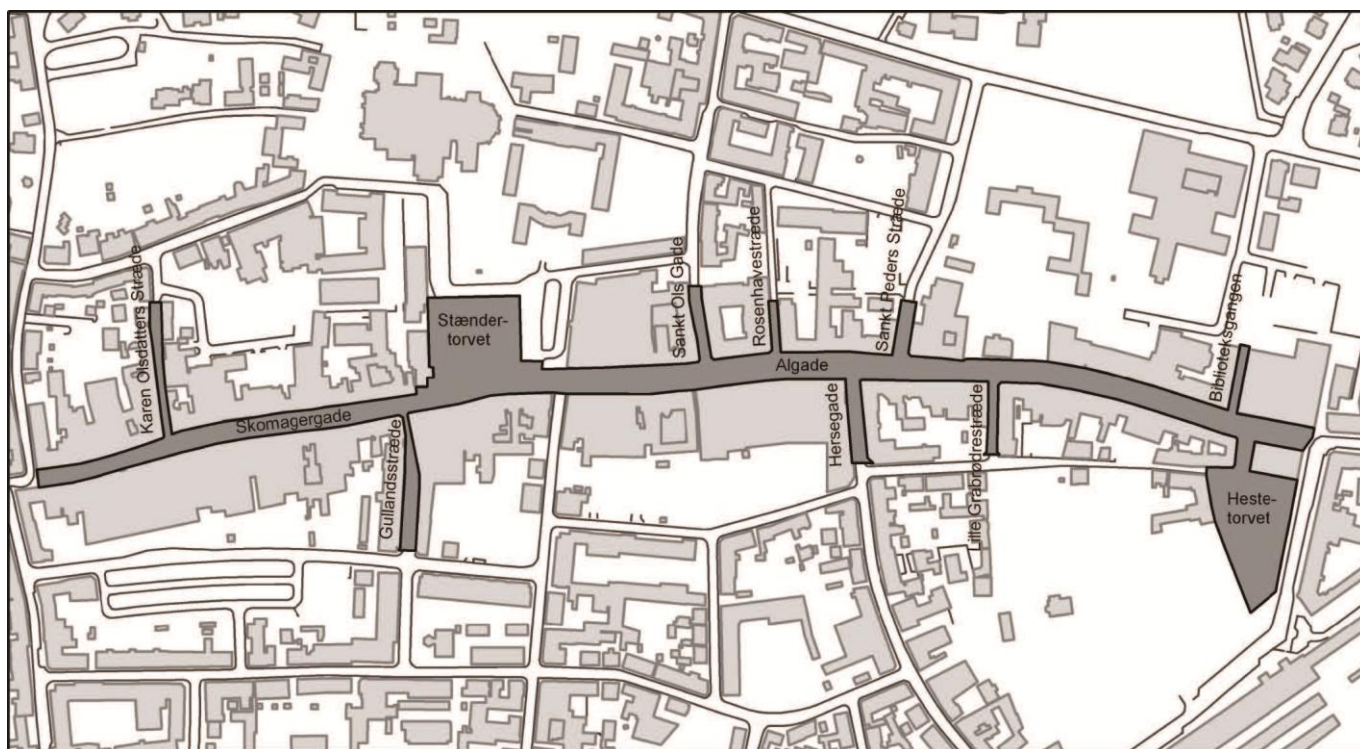 Karen Olsdatters Stræde
Skomagergade
Gullandsstræde
Stænder-
torvet
Sankt Ols Gade
Rosenhavestræde
Algade
Sankt Peders Stræde
Hersegade
Lille Gråbrødrestræde
Biblioteksgangen
Heste-
torvet